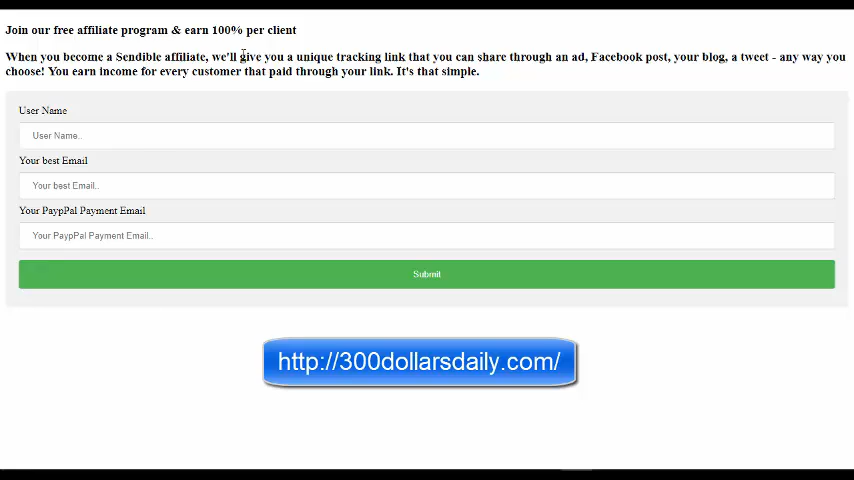 Join our free affiliate program & earn 100% per client
When you become a Sendible affiliate, we'll give you a unique tracking link that you can share through an ad, Facebook post, your blog, a tweet - any way you
choose! You earn income for every customer that paid through your link. It's that simple.
User Name
User Name..
Your best Email
Your best Email..
Your PaypPal Payment Email
Your PaypPal Payment Email..
Submit
http://300dollarsdaily.com/